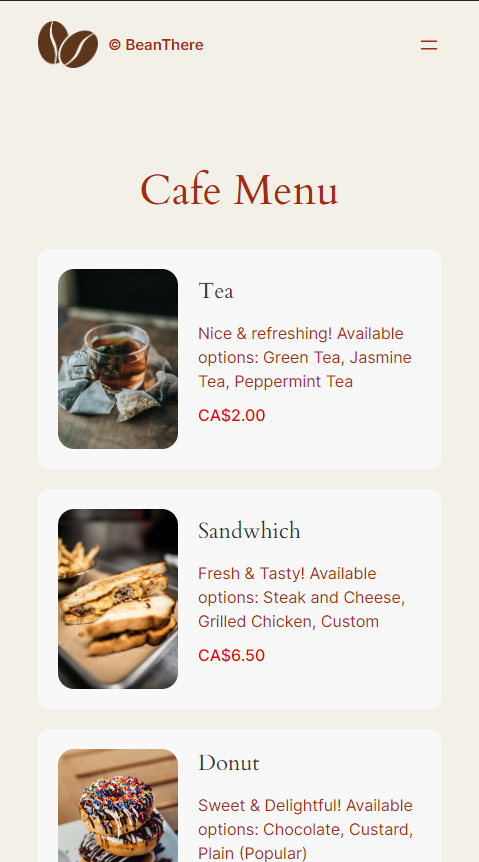 © BeanThere
Cafe Menu
Tea
Nice & refreshing! Available
options: Green Tea, Jasmine
Tea, Peppermint Tea
CA$2.00
Sandwhich
Fresh & Tasty! Available
options: Steak and Cheese,
Grilled Chicken, Custom
CA$6.50
Donut
Sweet & Delightful! Available
options: Chocolate, Custard,
Plain (Popular)